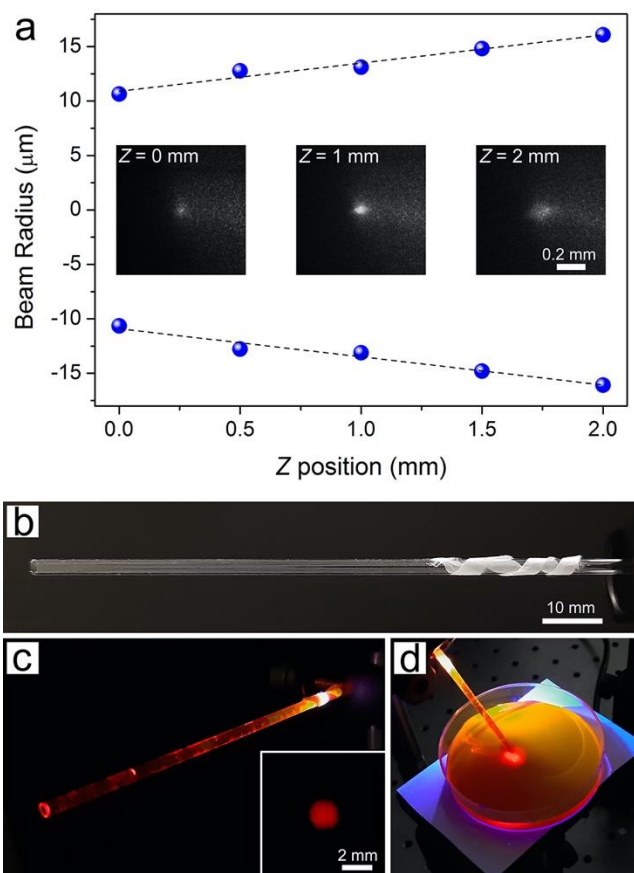 a
15
10
5
0
-5
-10
-15
Beam Radius (μm)
Z = 0 mm
Z = 1 mm
Z = 2 mm
0.2 mm
0.0
0.5
1.0
1.5
2.0
Z position (mm)
b
10 mm
c
2 mm
d